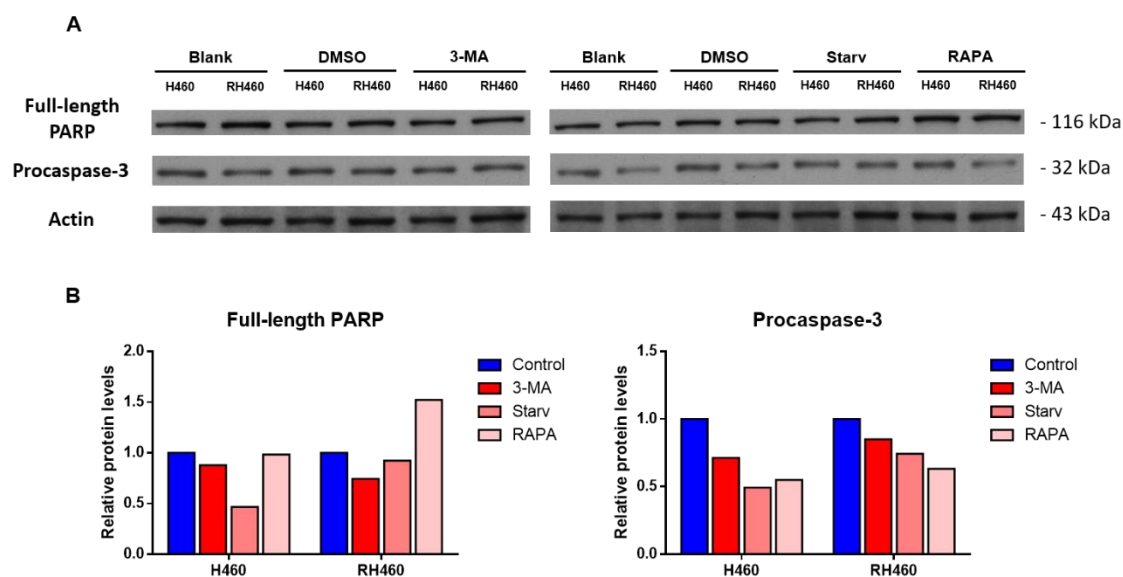 A
Blank DMSO 3-MA Blank DMSO Starv RAPA
H460 RH460 H460 RH460 H460 RH460 H460 RH460 H460 RH460 H460 RH460 H460 RH460
Full-length
PARP
- 116 kDa
Procaspase-3
- 32 kDa
Actin
- 43 kDa
B
Full-length PARP
Relative protein levels
2.0
1.5
1.0
0.5
0.0
H460 RH460
Control
3-MA
Starv
RAPA
Procaspase-3
Relative protein levels
1.5
1.0
0.5
0.0
H460 RH460
Control
3-MA
Starv
RAPA